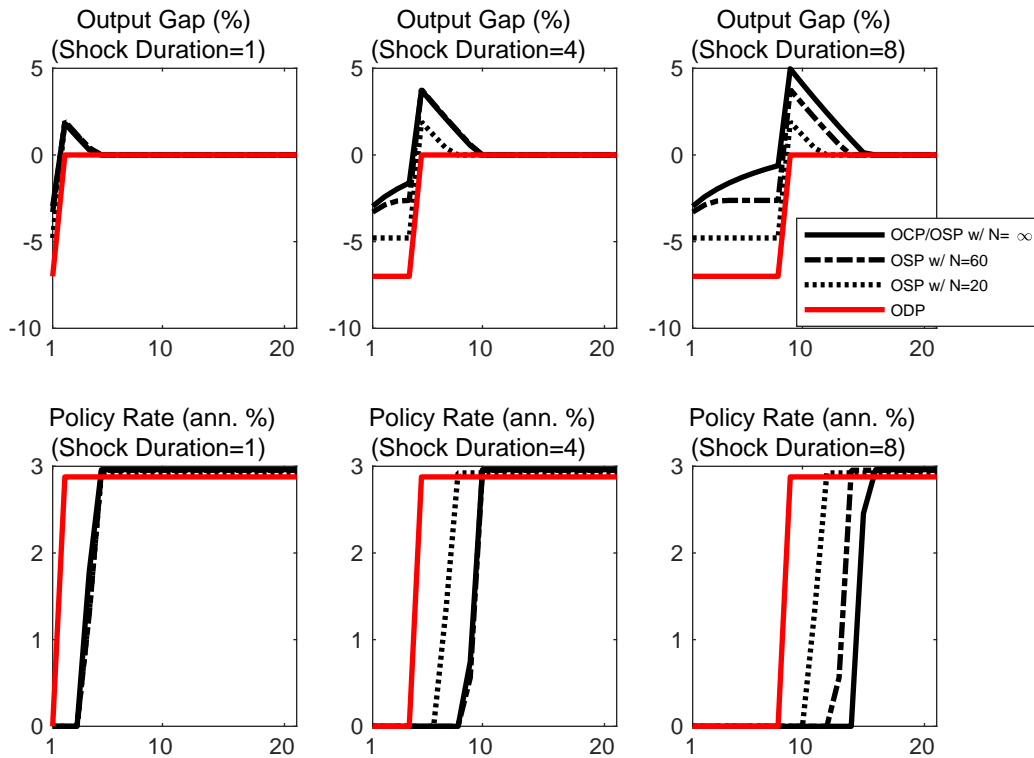 Output Gap (%)
(Shock Duration=1)
Output Gap (%)
(Shock Duration=4)
Output Gap (%)
(Shock Duration=8)
5
0
-5
-10
1
10
20
5
0
-5
-10
1
10
20
5
0
-5
-10
1
10
20
OCP/OSP w/ N= ∞
OSP w/ N=60
OSP w/ N=20
ODP
Policy Rate (ann. %)
(Shock Duration=1)
Policy Rate (ann. %)
(Shock Duration=4)
Policy Rate (ann. %)
(Shock Duration=8)
3
2
1
0
1
10
20
3
2
1
0
1
10
20
3
2
1
0
1
10
20